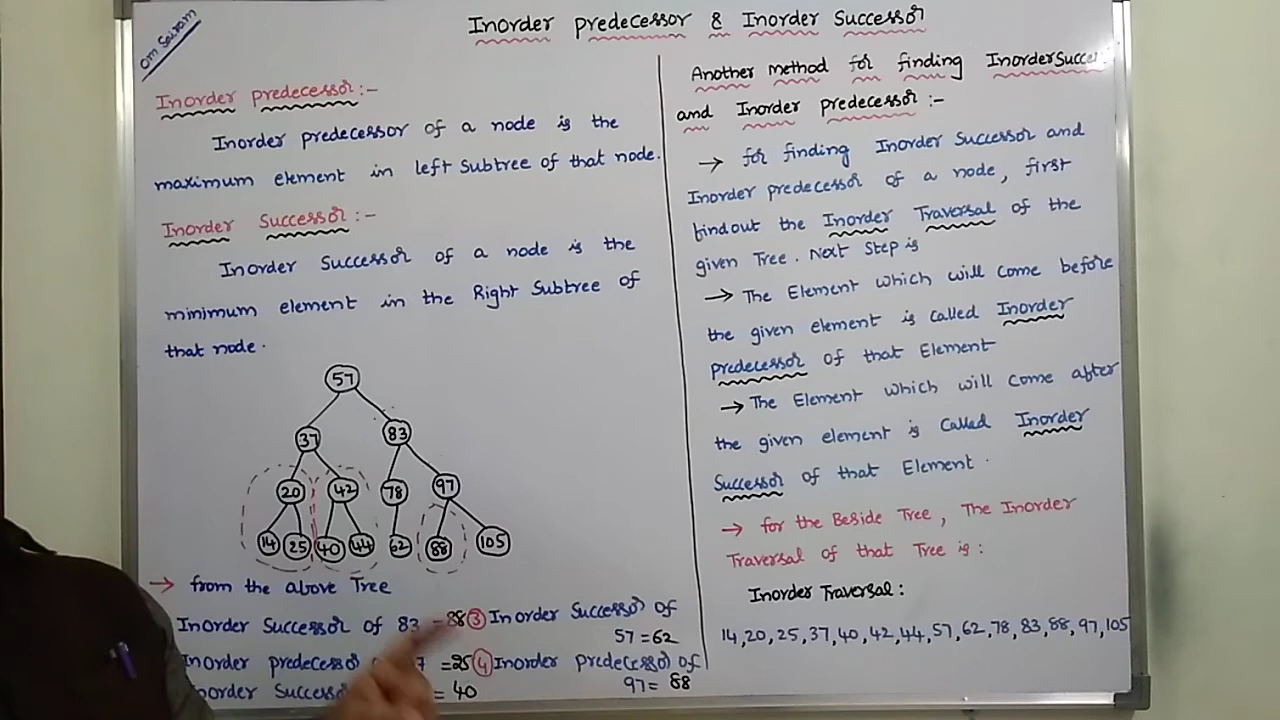 Om Sairam
Inorder predecessor & Inorder Successor
Inorder predecessor:-
Inorder predecessor of a node is the
maximum element in left Subtree of that node.
Inorder Successor:-
Inorder Successor of a node is the
minimum element in the Right Subtree of
that node.
57
37 83
20 42 78 97
14 25 40 44 62 88 105
→ from the above Tree
Inorder Successor of 83 = 88
Inorder predecessor 7 = 25
Inorder Successor = 40
③ Inorder Successor of
57 = 62
④ Inorder predecessor of
97 = 88
Another method for finding Inorder Succe
and Inorder predecessor:-
→ for finding Inorder Successor and
Inorder predecessor of a node, first
findout the Inorder Traversal of the
given Tree. Next Step is
→ The Element which will come before
the given element is called Inorder
predecessor of that Element
→ The Element which will come after
the given element is called Inorder
Successor of that Element.
→ for the Beside Tree, The Inorder
Traversal of that Tree is:
Inorder Traversal:
14,20,25,37,40,42,44,57,62,78,83,88,97,105